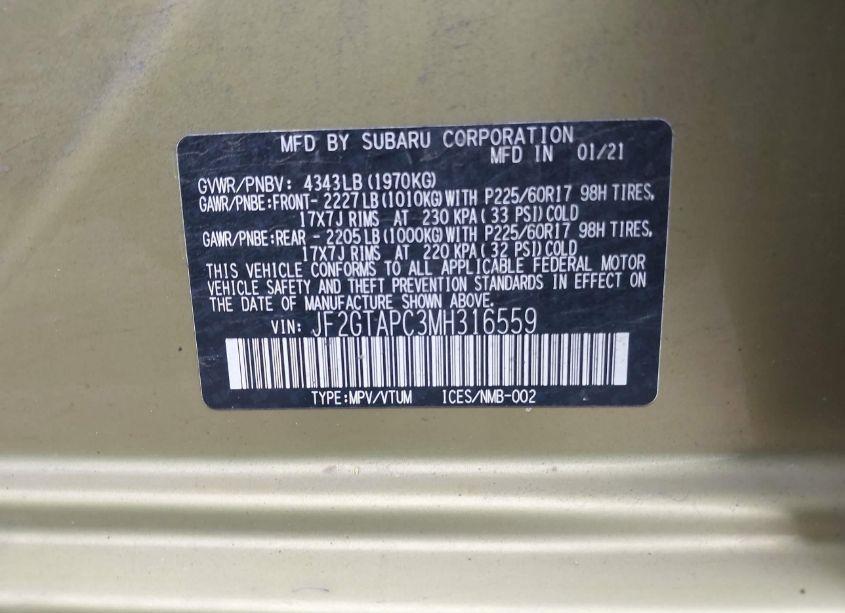 MFD BY SUBARU CORPORATION
MFD IN 01/21
GVWR/PNBV: 4343LB(1970KG)
GAWR/PNBE:FRONT- 2227LB(1010KG)WITH P225/60R17 98H TIRES,
17X7J RIMS AT 230 KPA(33 PSI)COLD
GAWR/PNBE:REAR - 2205LB(1000KG)WITH P225/60R17 98H TIRES,
17X7J RIMS AT 220 KPA(32 PSI)COLD
THIS VEHICLE CONFORMS TO ALL APPLICABLE FEDERAL MOTOR
VEHICLE SAFETY AND THEFT PREVENTION STANDARDS IN EFFECT ON
THE DATE OF MANUFACTURE SHOWN ABOVE.
VIN: JF2GTAPC3MH316559
TYPE:MPV/VTUM ICES/NMB-002